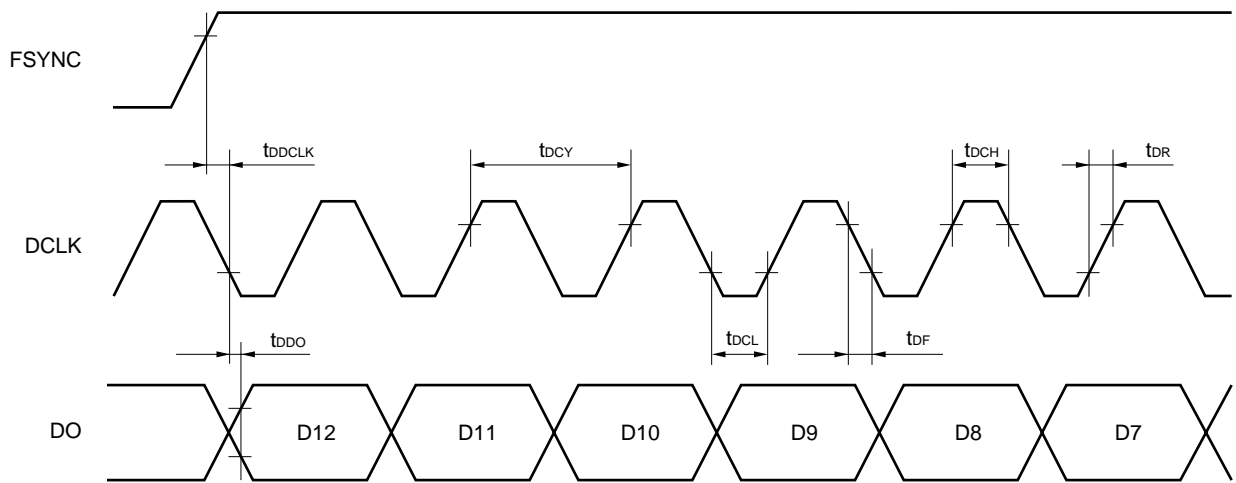 FSYNC
tDDCLK
tDCY
tDCH
tDR
DCLK
tDDO
tDCL
tDF
DO
D12
D11
D10
D9
D8
D7